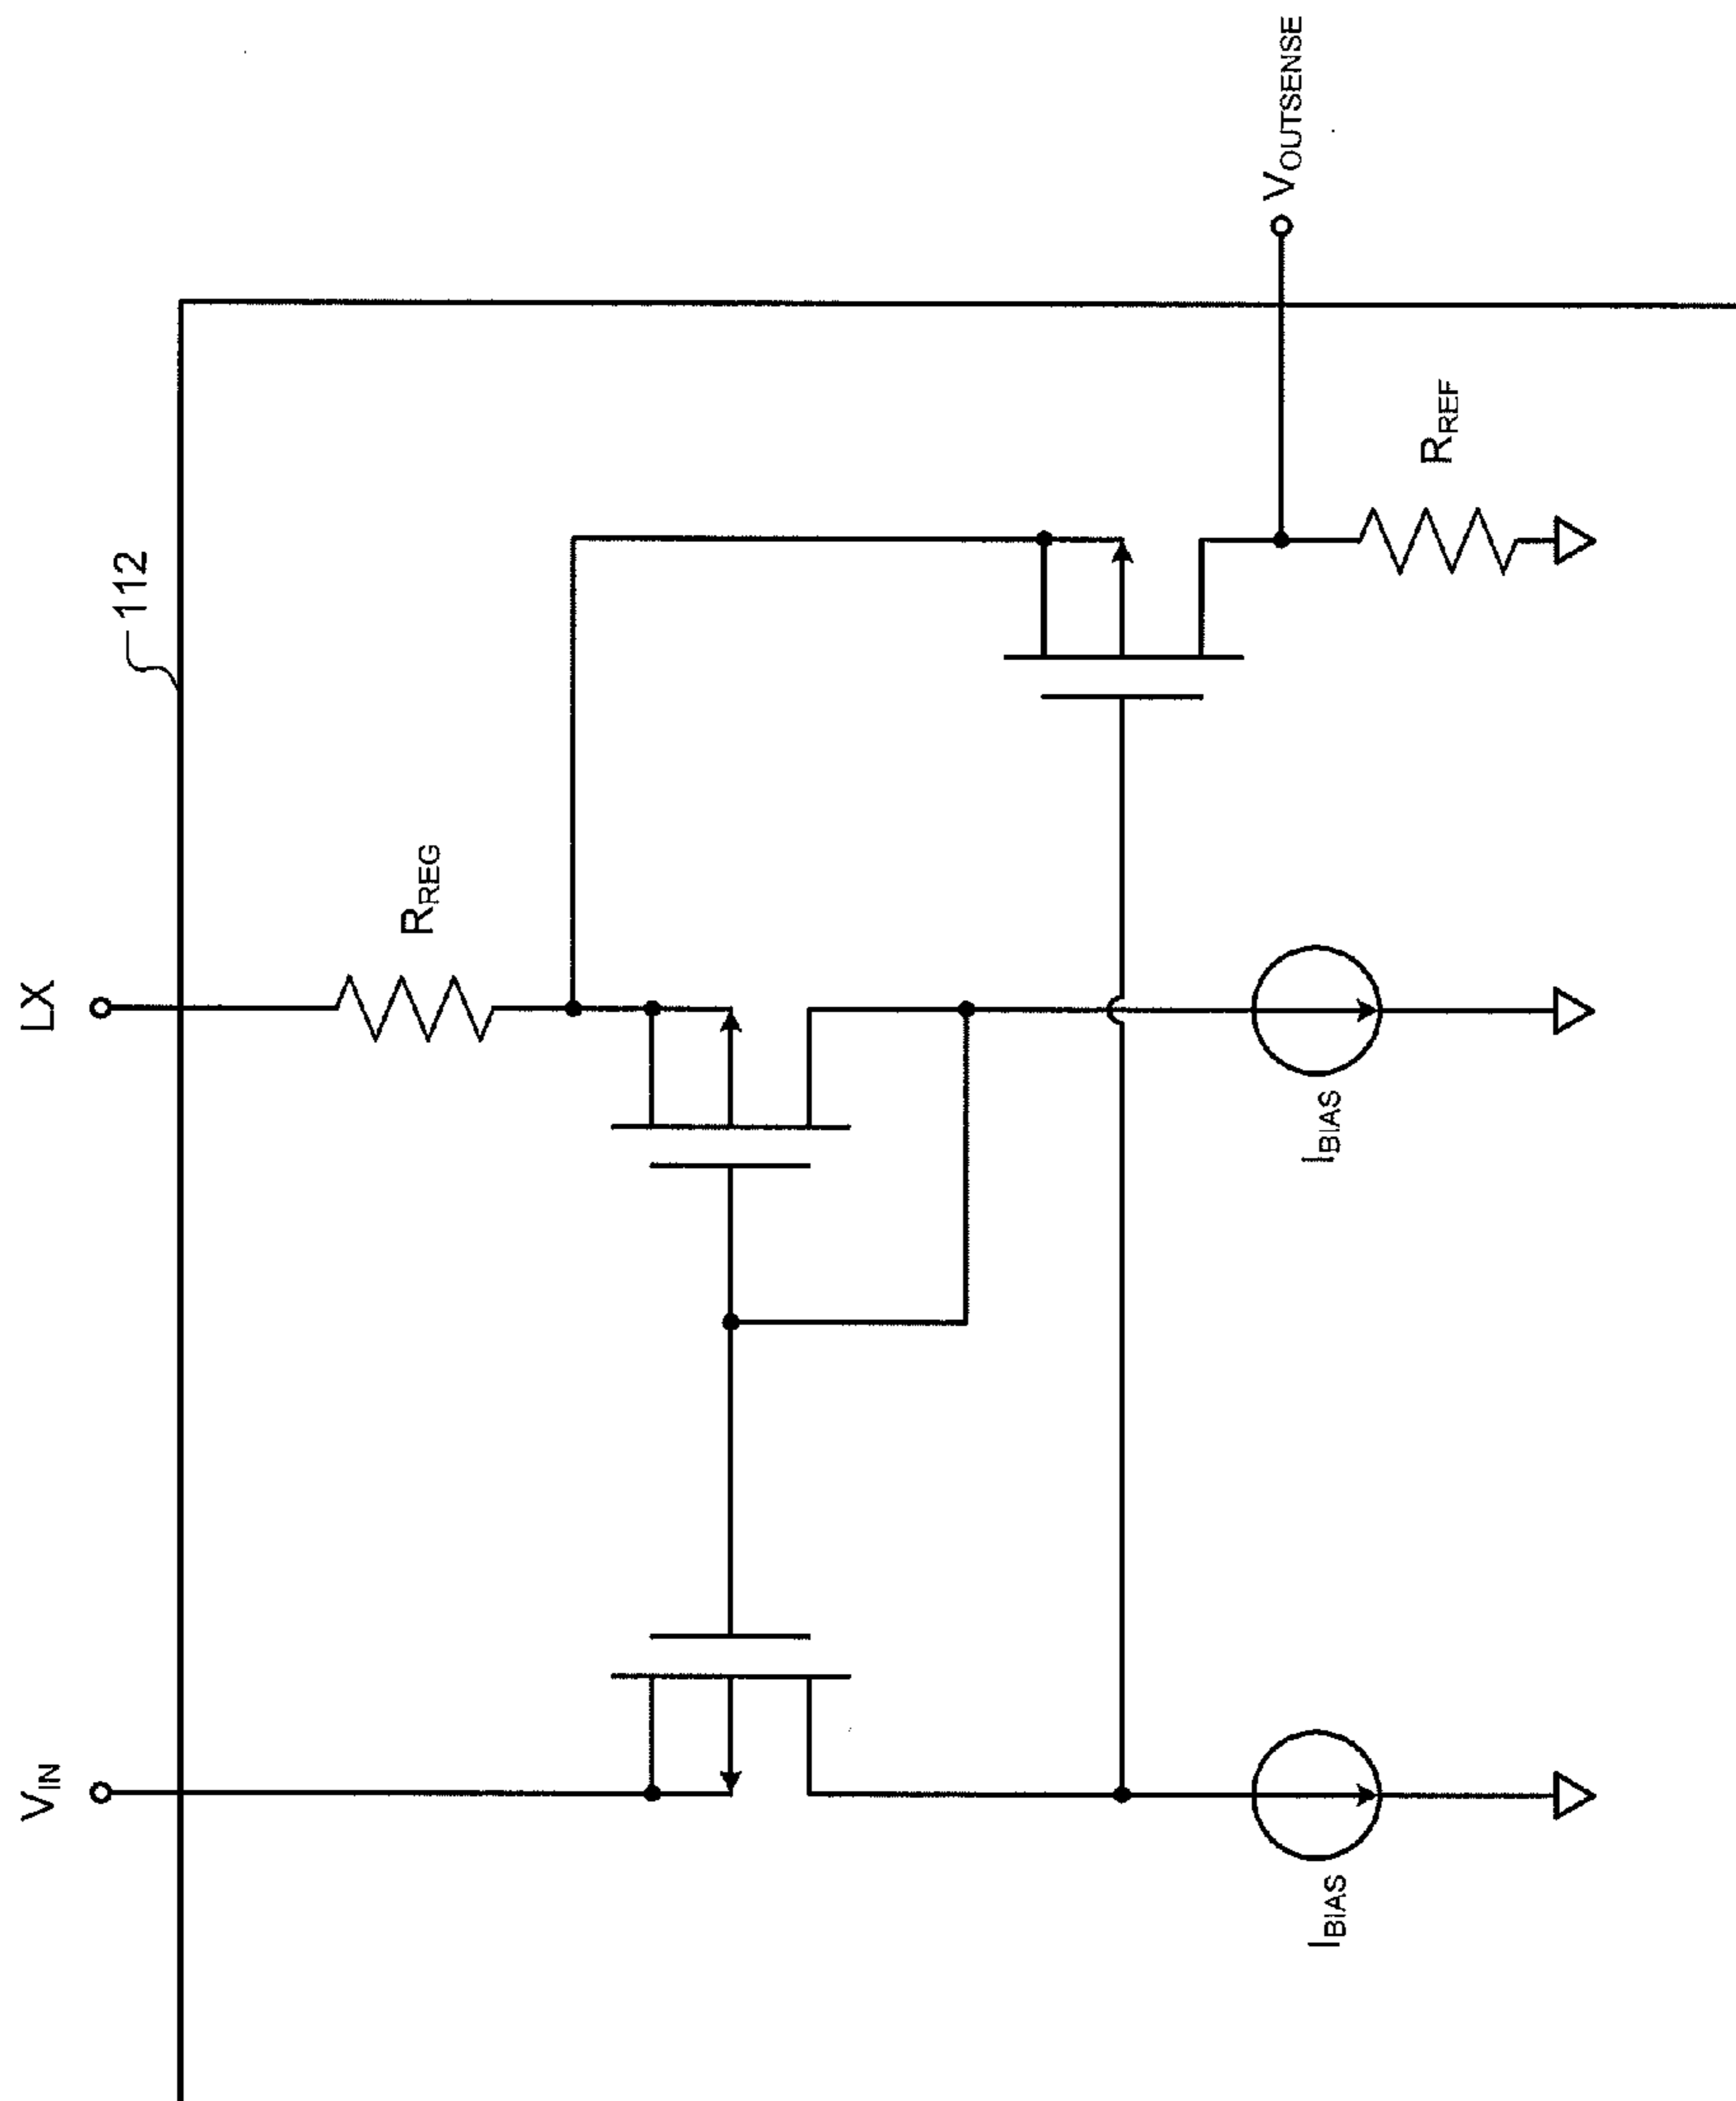 V_IN
LX
112
R_REG
V_OUTSENSE
R_REF
I_BIAS
I_BIAS